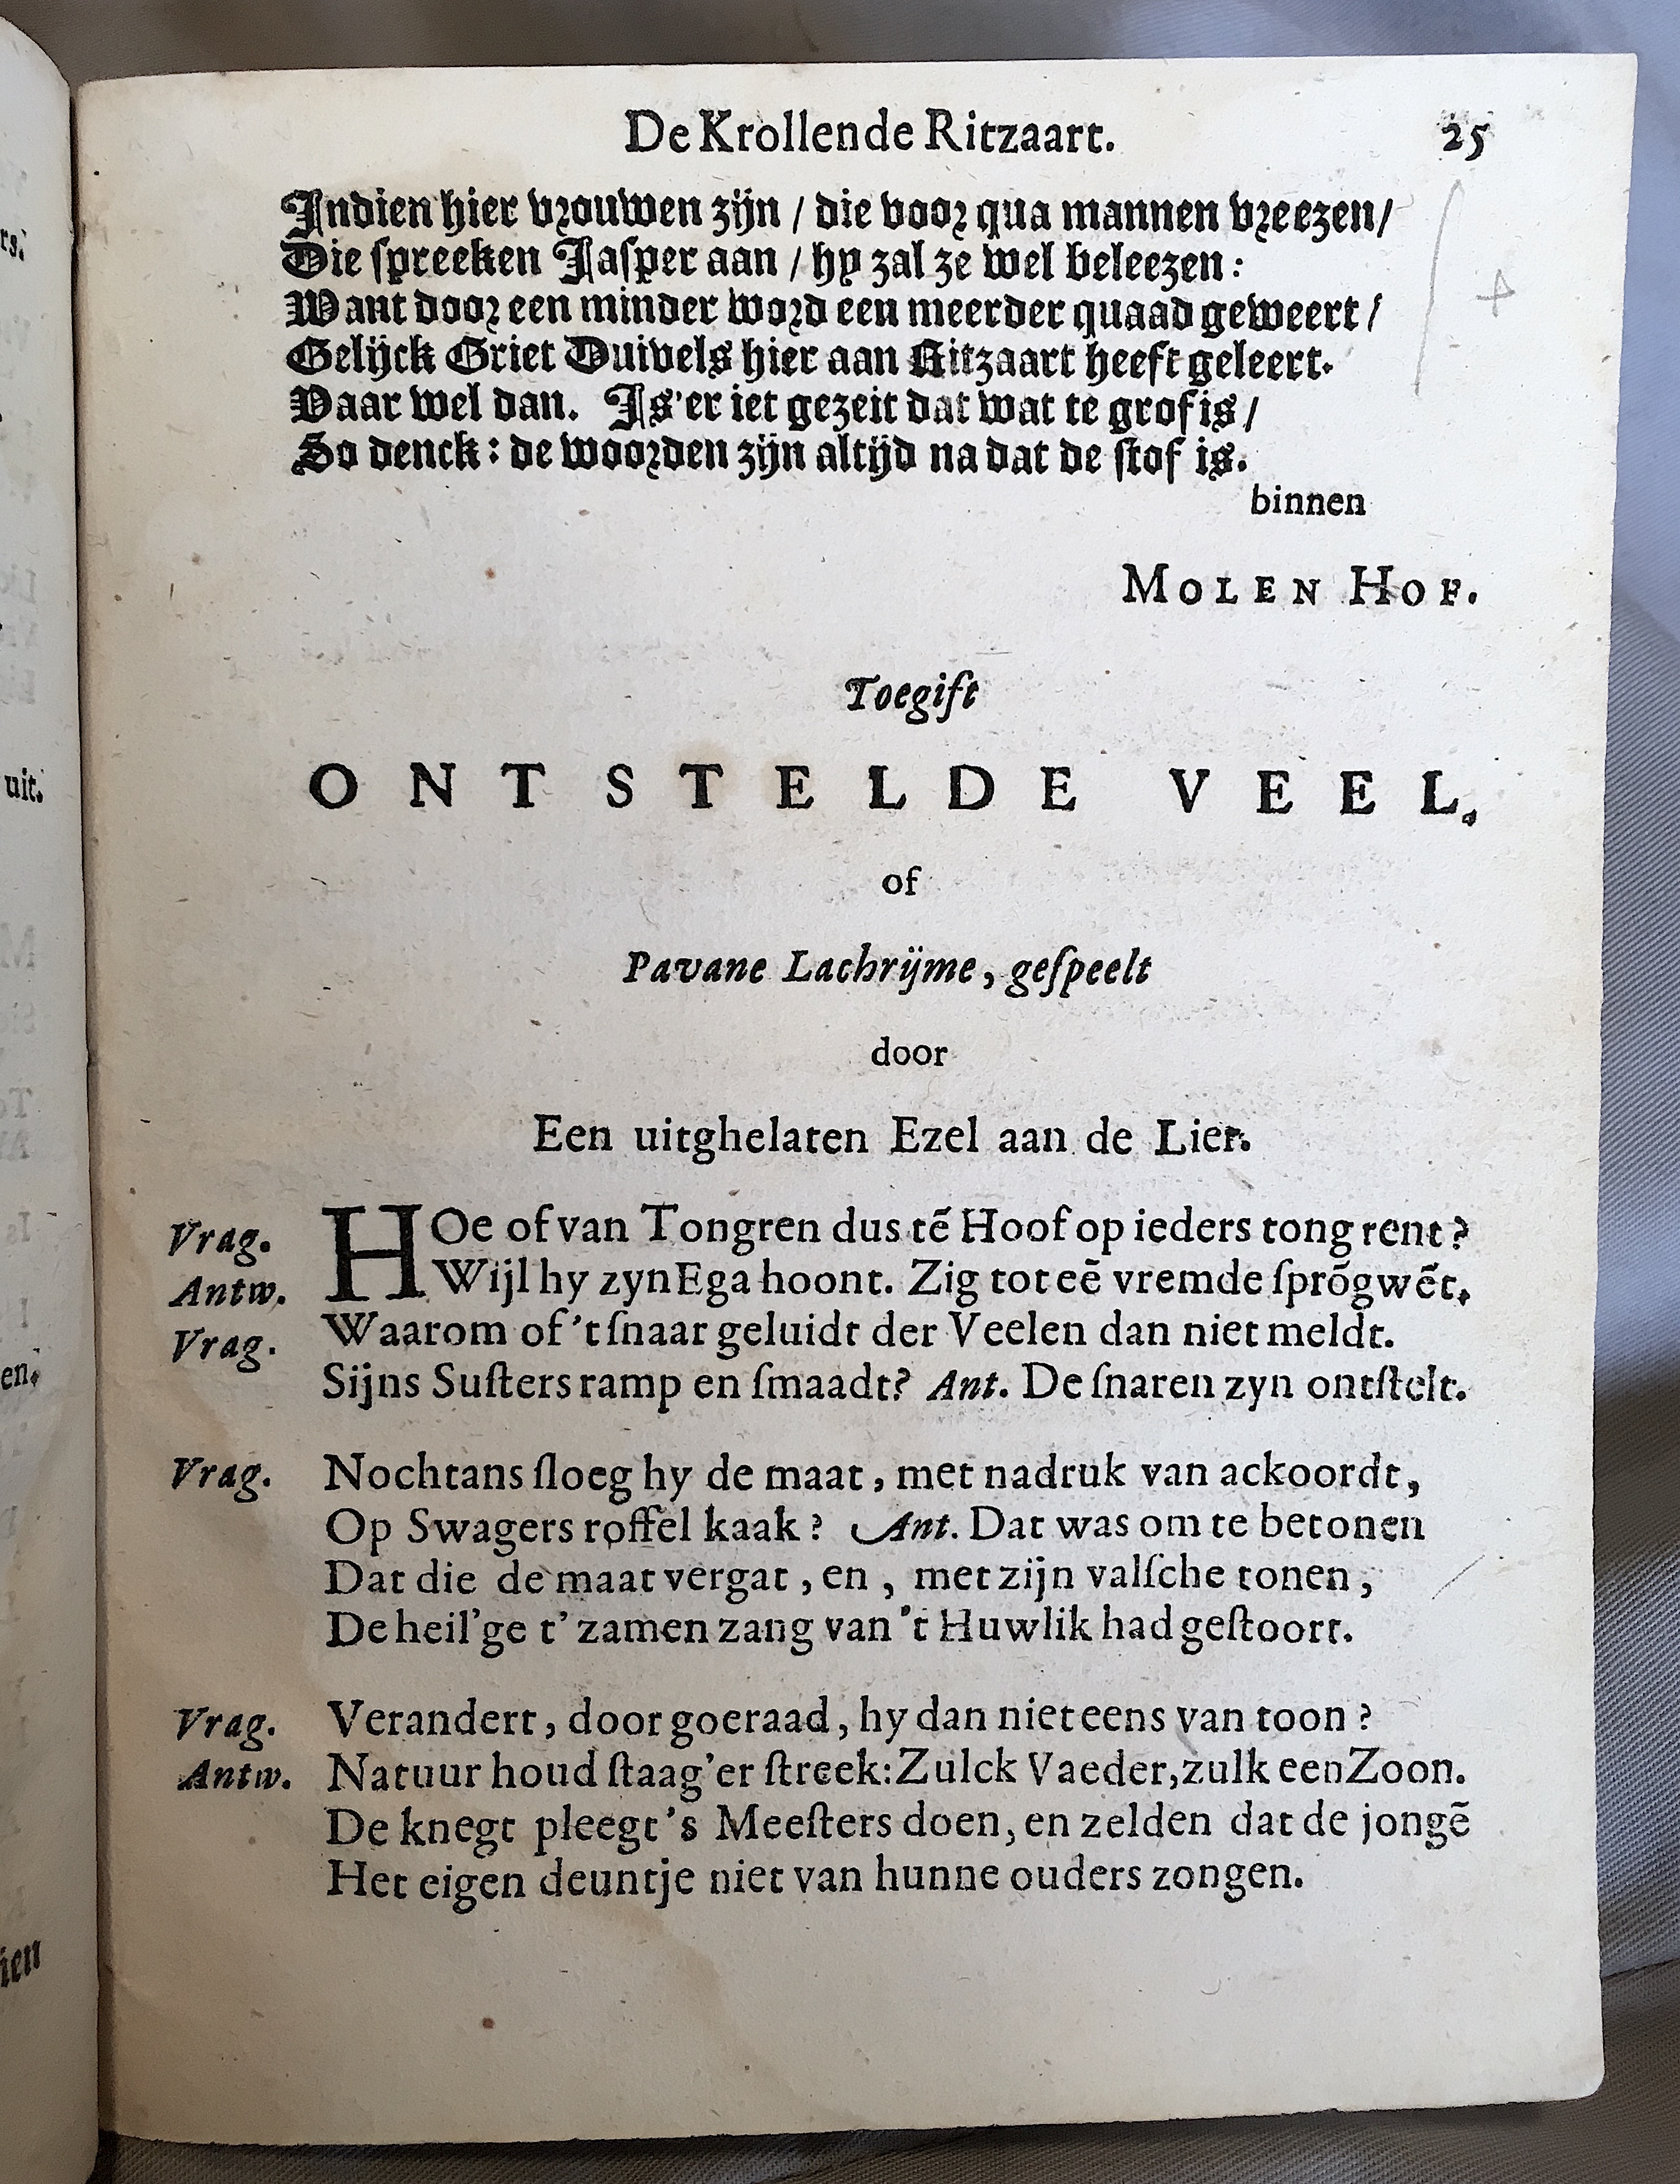 De Krollende Ritzaart. 25
Indien hier vrouwen zijn / die voor qua mannen vreezen/
Die ſpreeken Jaſper aan / hy zal ze wel beleezen:
Want door een minder word een meerder quaad geweert /
Gelijck Griet Duivels hier aan Ritzaart heeft geleert.
Vaar wel dan. Is'er iet gezeit dat wat te grof is /
So denck: de woorden zijn altijd na dat de ſtof is.
binnen
MOLEN HOF.
Toegift
ONTSTELDE VEEL.
of
Pavane Lachrÿme, geſpeelt
door
Een uitghelaten Ezel aan de Lier.
Vrag. HOe of van Tongren dus tē Hoof op ieders tong rent?
Antw. Wijl hy zyn Ega hoont. Zig tot eē vremde ſprōgwēt.
Vrag. Waarom of 't ſnaar geluidt der Veelen dan niet meldt.
Sijns Suſters ramp en ſmaadt? Ant. De ſnaren zyn ontſtelt.
Vrag. Nochtans ſloeg hy de maat, met nadruk van ackoordt,
Op Swagers roffel kaak? Ant. Dat was om te betonen
Dat die de maat vergat, en, met zijn valſche tonen,
De heil'ge t'zamen zang van 't Huwlik had geſtoort.
Vrag. Verandert, door goeraad, hy dan niet eens van toon?
Antw. Natuur houd ſtaag'er ſtreek: Zulck Vaeder, zulk een Zoon.
De knegt pleegt 's Meeſters doen, en zelden dat de jongē
Het eigen deuntje niet van hunne ouders zongen.
rs.
uit.
en.
ien